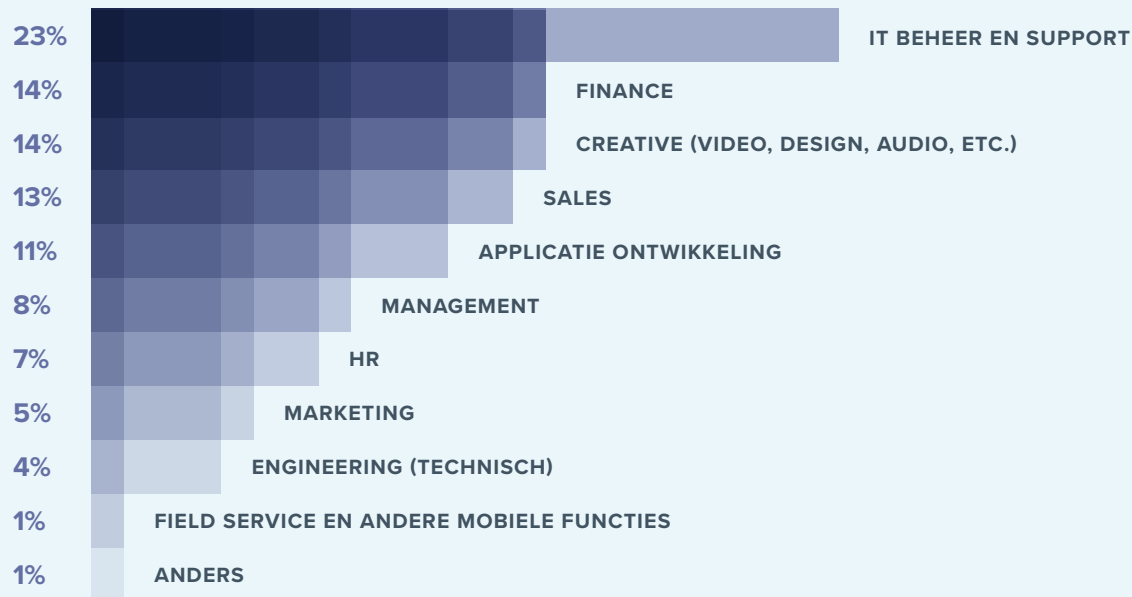 23% IT BEHEER EN SUPPORT
14% FINANCE
14% CREATIVE (VIDEO, DESIGN, AUDIO, ETC.)
13% SALES
11% APPLICATIE ONTWIKKELING
8% MANAGEMENT
7% HR
5% MARKETING
4% ENGINEERING (TECHNISCH)
1% FIELD SERVICE EN ANDERE MOBIELE FUNCTIES
1% ANDERS